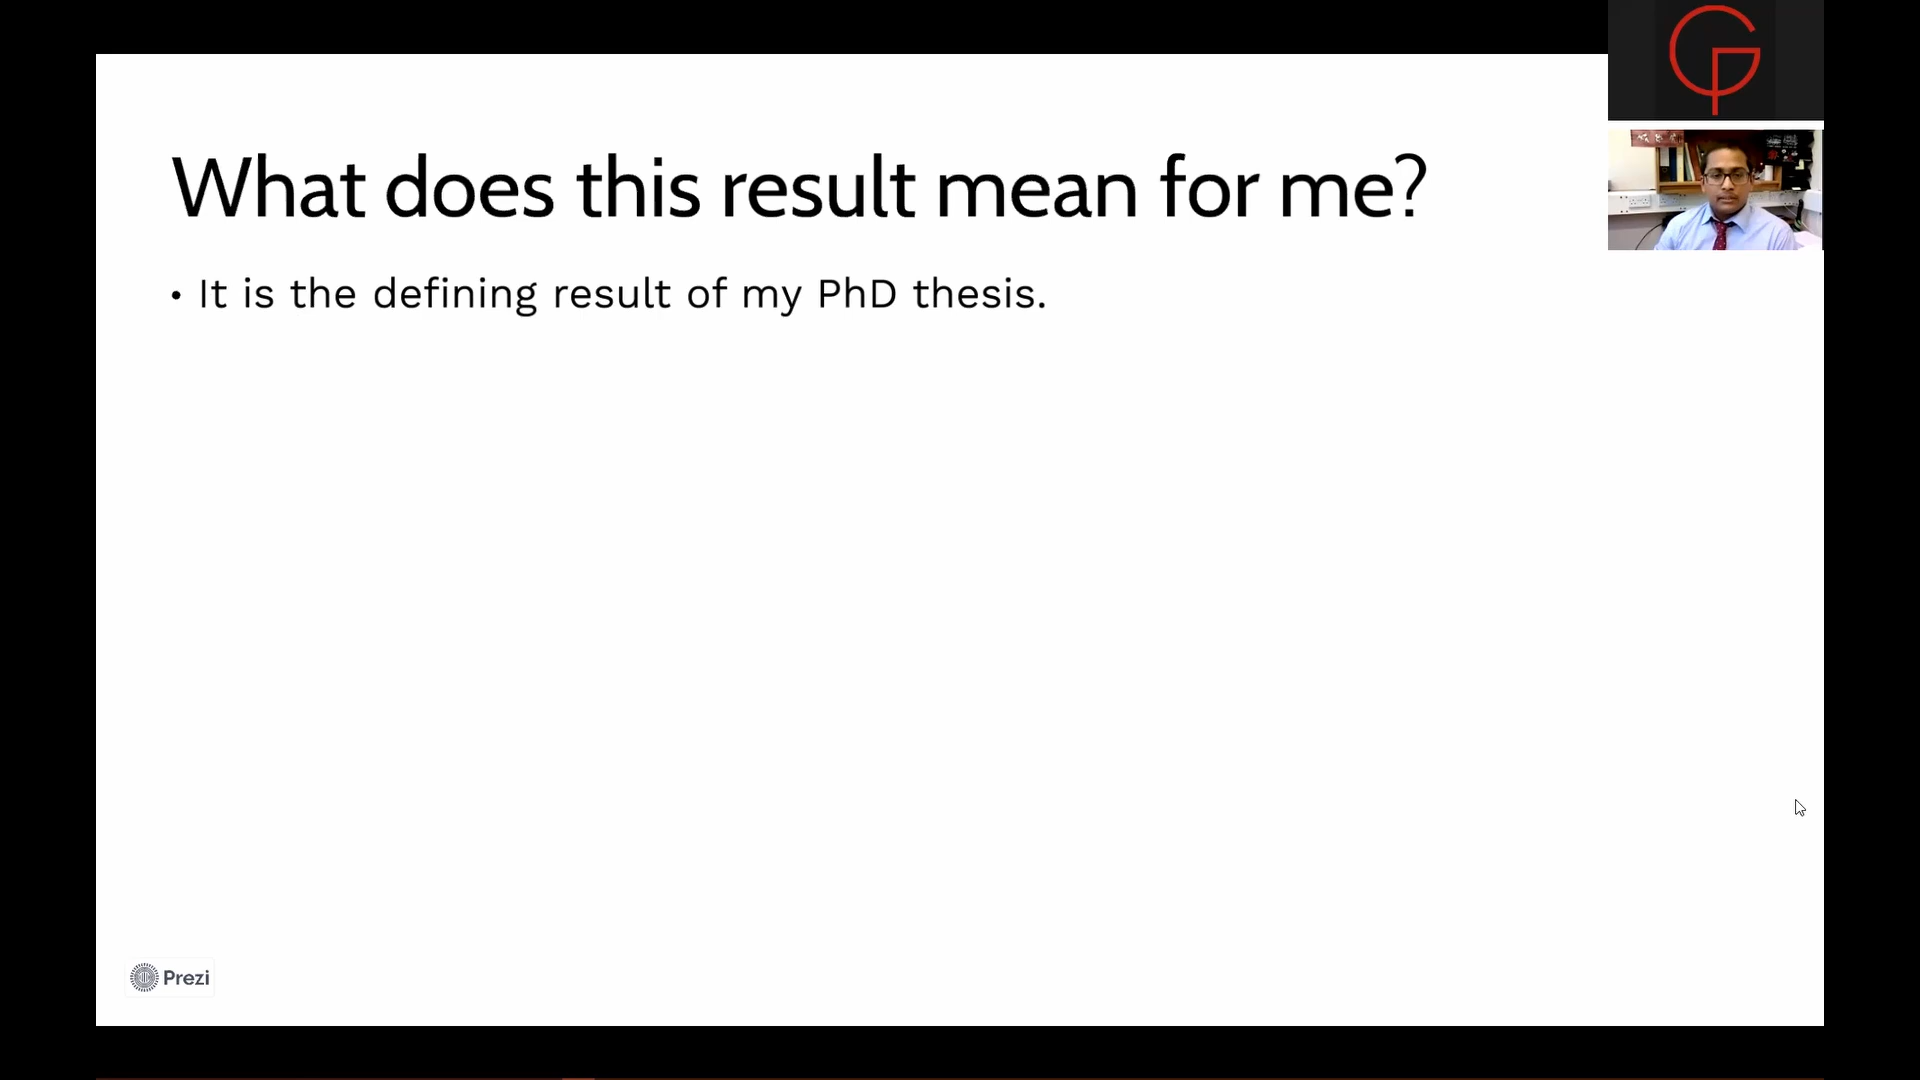 What does this result mean for me?
• It is the defining result of my PhD thesis.
Prezi